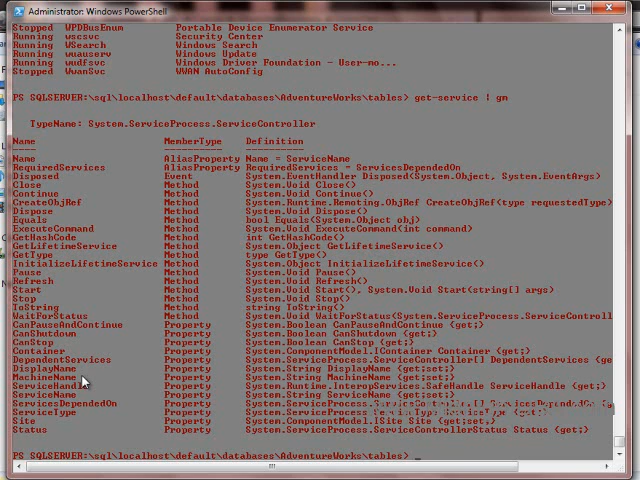 Administrator: Windows PowerShell
Stopped WPDBusEnum Portable Device Enumerator Service
Running wscsvc Security Center
Running WSearch Windows Search
Running wuauserv Windows Update
Running wudfsvc Windows Driver Foundation - User-mo...
Stopped WwanSvc WWAN AutoConfig
PS SQLSERVER:\sql\localhost\default\databases\AdventureWorks\tables> get-service | gm
TypeName: System.ServiceProcess.ServiceController
Name MemberType Definition
---- ---------- ----------
Name AliasProperty Name = ServiceName
RequiredServices AliasProperty RequiredServices = ServicesDependedOn
Disposed Event System.EventHandler Disposed(System.Object, System.EventArgs)
Close Method System.Void Close()
Continue Method System.Void Continue()
CreateObjRef Method System.Runtime.Remoting.ObjRef CreateObjRef(type requestedType)
Dispose Method System.Void Dispose()
Equals Method bool Equals(System.Object obj)
ExecuteCommand Method System.Void ExecuteCommand(int command)
GetHashCode Method int GetHashCode()
GetLifetimeService Method System.Object GetLifetimeService()
GetType Method type GetType()
InitializeLifetimeService Method System.Object InitializeLifetimeService()
Pause Method System.Void Pause()
Refresh Method System.Void Refresh()
Start Method System.Void Start(), System.Void Start(string[] args)
Stop Method System.Void Stop()
ToString Method string ToString()
WaitForStatus Method System.Void WaitForStatus(System.ServiceProcess.ServiceControll
CanPauseAndContinue Property System.Boolean CanPauseAndContinue {get;}
CanShutdown Property System.Boolean CanShutdown {get;}
CanStop Property System.Boolean CanStop {get;}
Container Property System.ComponentModel.IContainer Container {get;}
DependentServices Property System.ServiceProcess.ServiceController[] DependentServices {ge
DisplayName Property System.String DisplayName {get;set;}
MachineName Property System.String MachineName {get;set;}
ServiceHandle Property System.Runtime.InteropServices.SafeHandle ServiceHandle {get;}
ServiceName Property System.String ServiceName {get;set;}
ServicesDependedOn Property System.ServiceProcess.ServiceController[] ServicesDependedOn {g
ServiceType Property System.ServiceProcess.ServiceType ServiceType {get;}
Site Property System.ComponentModel.ISite Site {get;set;}
Status Property System.ServiceProcess.ServiceControllerStatus Status {get;}
PS SQLSERVER:\sql\localhost\default\databases\AdventureWorks\tables> _